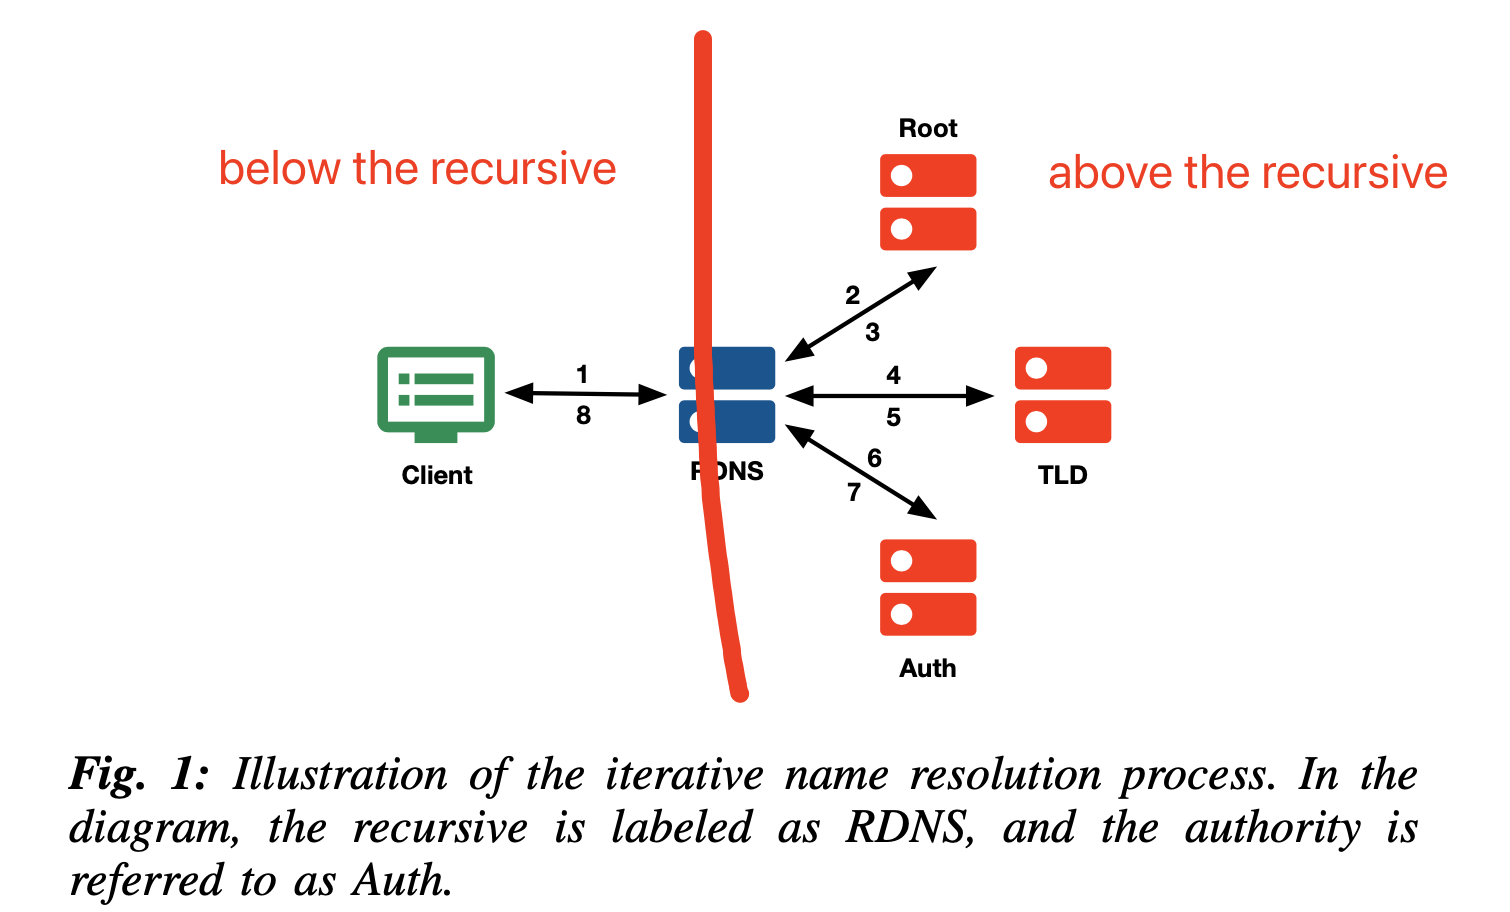 Root
below the recursive
above the recursive
2
3
1
8
4
5
Client
RDNS
6
7
TLD
Auth
Fig. 1: Illustration of the iterative name resolution process. In the
diagram, the recursive is labeled as RDNS, and the authority is
referred to as Auth.